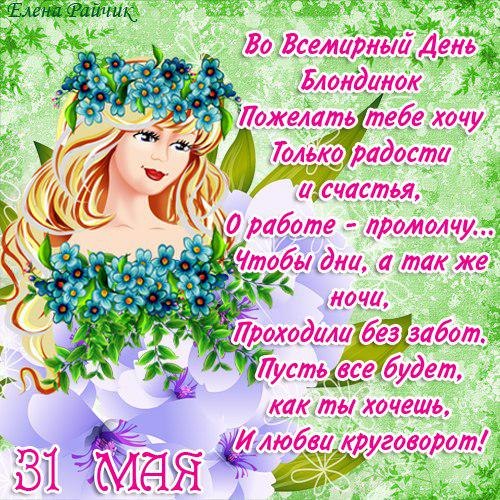 Елена Райчик
Во Всемирный День
Блондинок
Пожелать тебе хочу
Только радости
и счастья,
О работе - промолчу...
Чтобы дни, а так же
ночи,
Проходили без забот.
Пусть все будет,
как ты хочешь,
И любви круговорот!
31 МАЯ